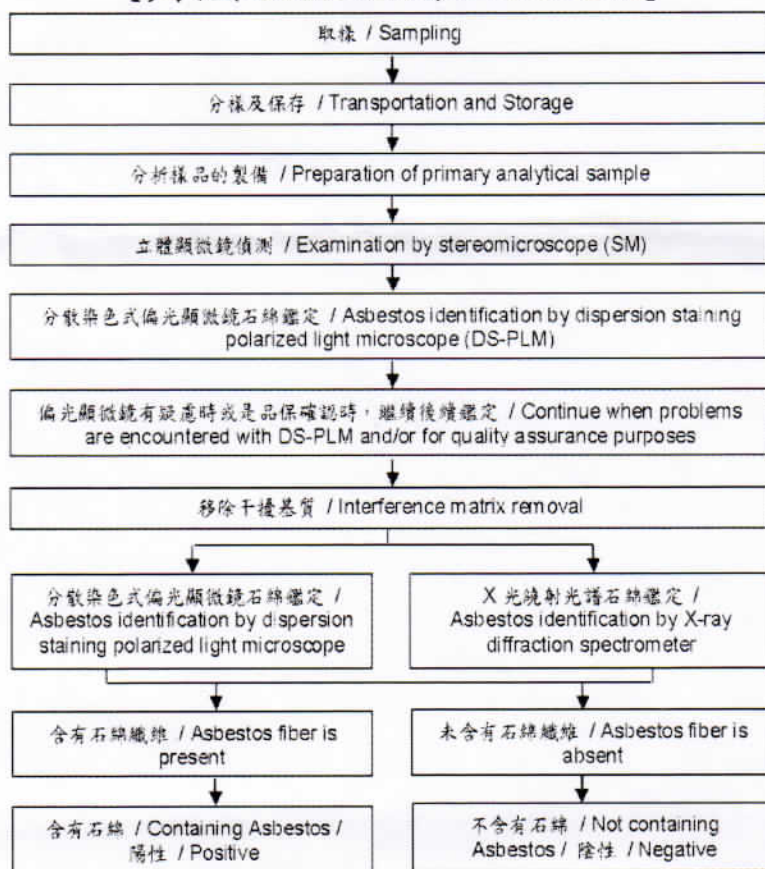 取樣 / Sampling
分樣及保存 / Transportation and Storage
分析樣品的製備 / Preparation of primary analytical sample
立體顯微鏡偵測 / Examination by stereomicroscope (SM)
分散染色式偏光顯微鏡石綿鑑定 / Asbestos identification by dispersion staining
polarized light microscope (DS-PLM)
偏光顯微鏡有疑慮時或是品保確認時，繼續後續鑑定 / Continue when problems
are encountered with DS-PLM and/or for quality assurance purposes
移除干擾基質 / Interference matrix removal
分散染色式偏光顯微鏡石綿鑑定 /
Asbestos identification by dispersion
staining polarized light microscope
X 光繞射光譜石綿鑑定 /
Asbestos identification by X-ray
diffraction spectrometer
含有石綿纖維 / Asbestos fiber is
present
未含有石綿纖維 / Asbestos fiber is
absent
含有石綿 / Containing Asbestos /
陽性 / Positive
不含有石綿 / Not containing
Asbestos / 陰性 / Negative